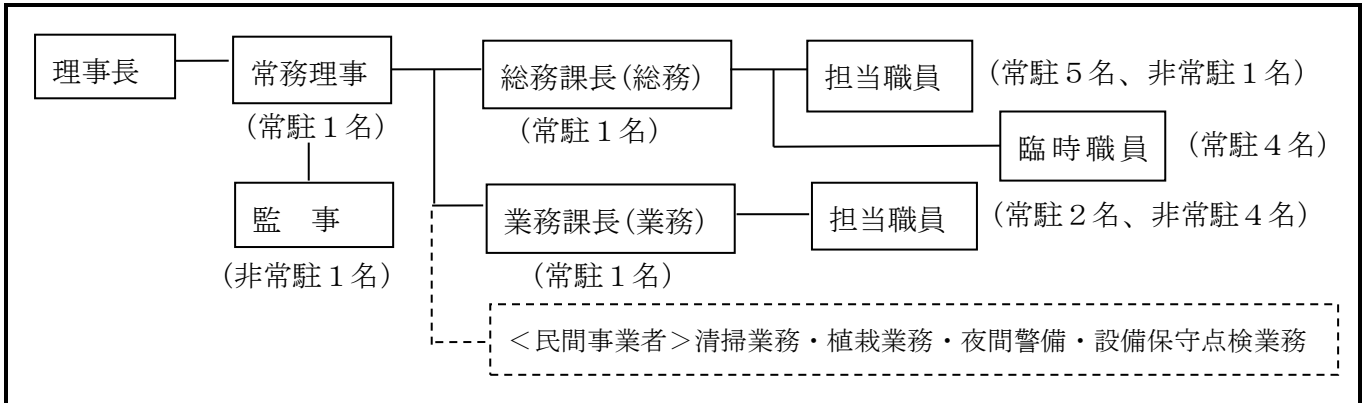 理事長
常務理事
(常駐1名)
監　事
(非常駐1名)
総務課長(総務)
(常駐1名)
担当職員
(常駐5名、非常駐1名)
臨時職員
(常駐4名)
業務課長(業務)
(常駐1名)
担当職員
(常駐2名、非常駐4名)
<民間事業者>清掃業務・植栽業務・夜間警備・設備保守点検業務